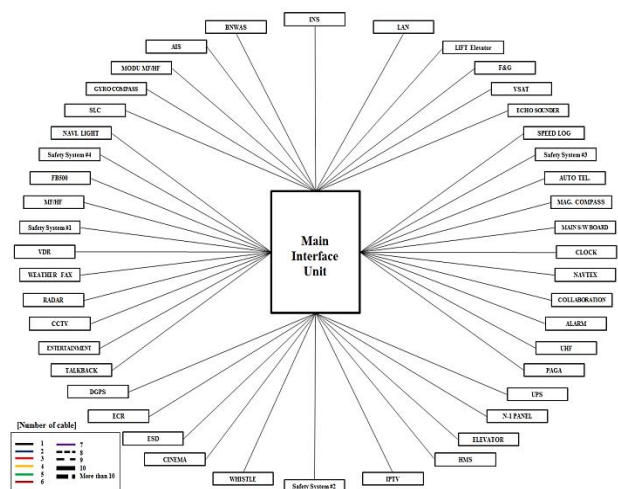 INS
BNWAS
LAN
AIS
LIFT Elevator
MODU MF/HF
F&G
GYROCOMPASS
VSAT
SLC
ECHO SOUNDER
NAVI. LIGHT
SPEED LOG
Safety System #4
Safety System #3
FB500
AUTO TEL.
MF/HF
MAG. COMPASS
Safety System #1
MAIN S/W BOARD
Main
Interface
Unit
VDR
CLOCK
WEATHER FAX
NAVTEX
RADAR
COLLABORATION
CCTV
ALARM
ENTERTAINMENT
UHF
TALKBACK
PAGA
DGPS
UPS
ECR
N-1 PANEL
ESD
ELEVATOR
CINEMA
HMS
WHISTLE
IPTV
Safety System #2
[Number of cable]
1
2
3
4
5
6
7
8
9
10
More than 10